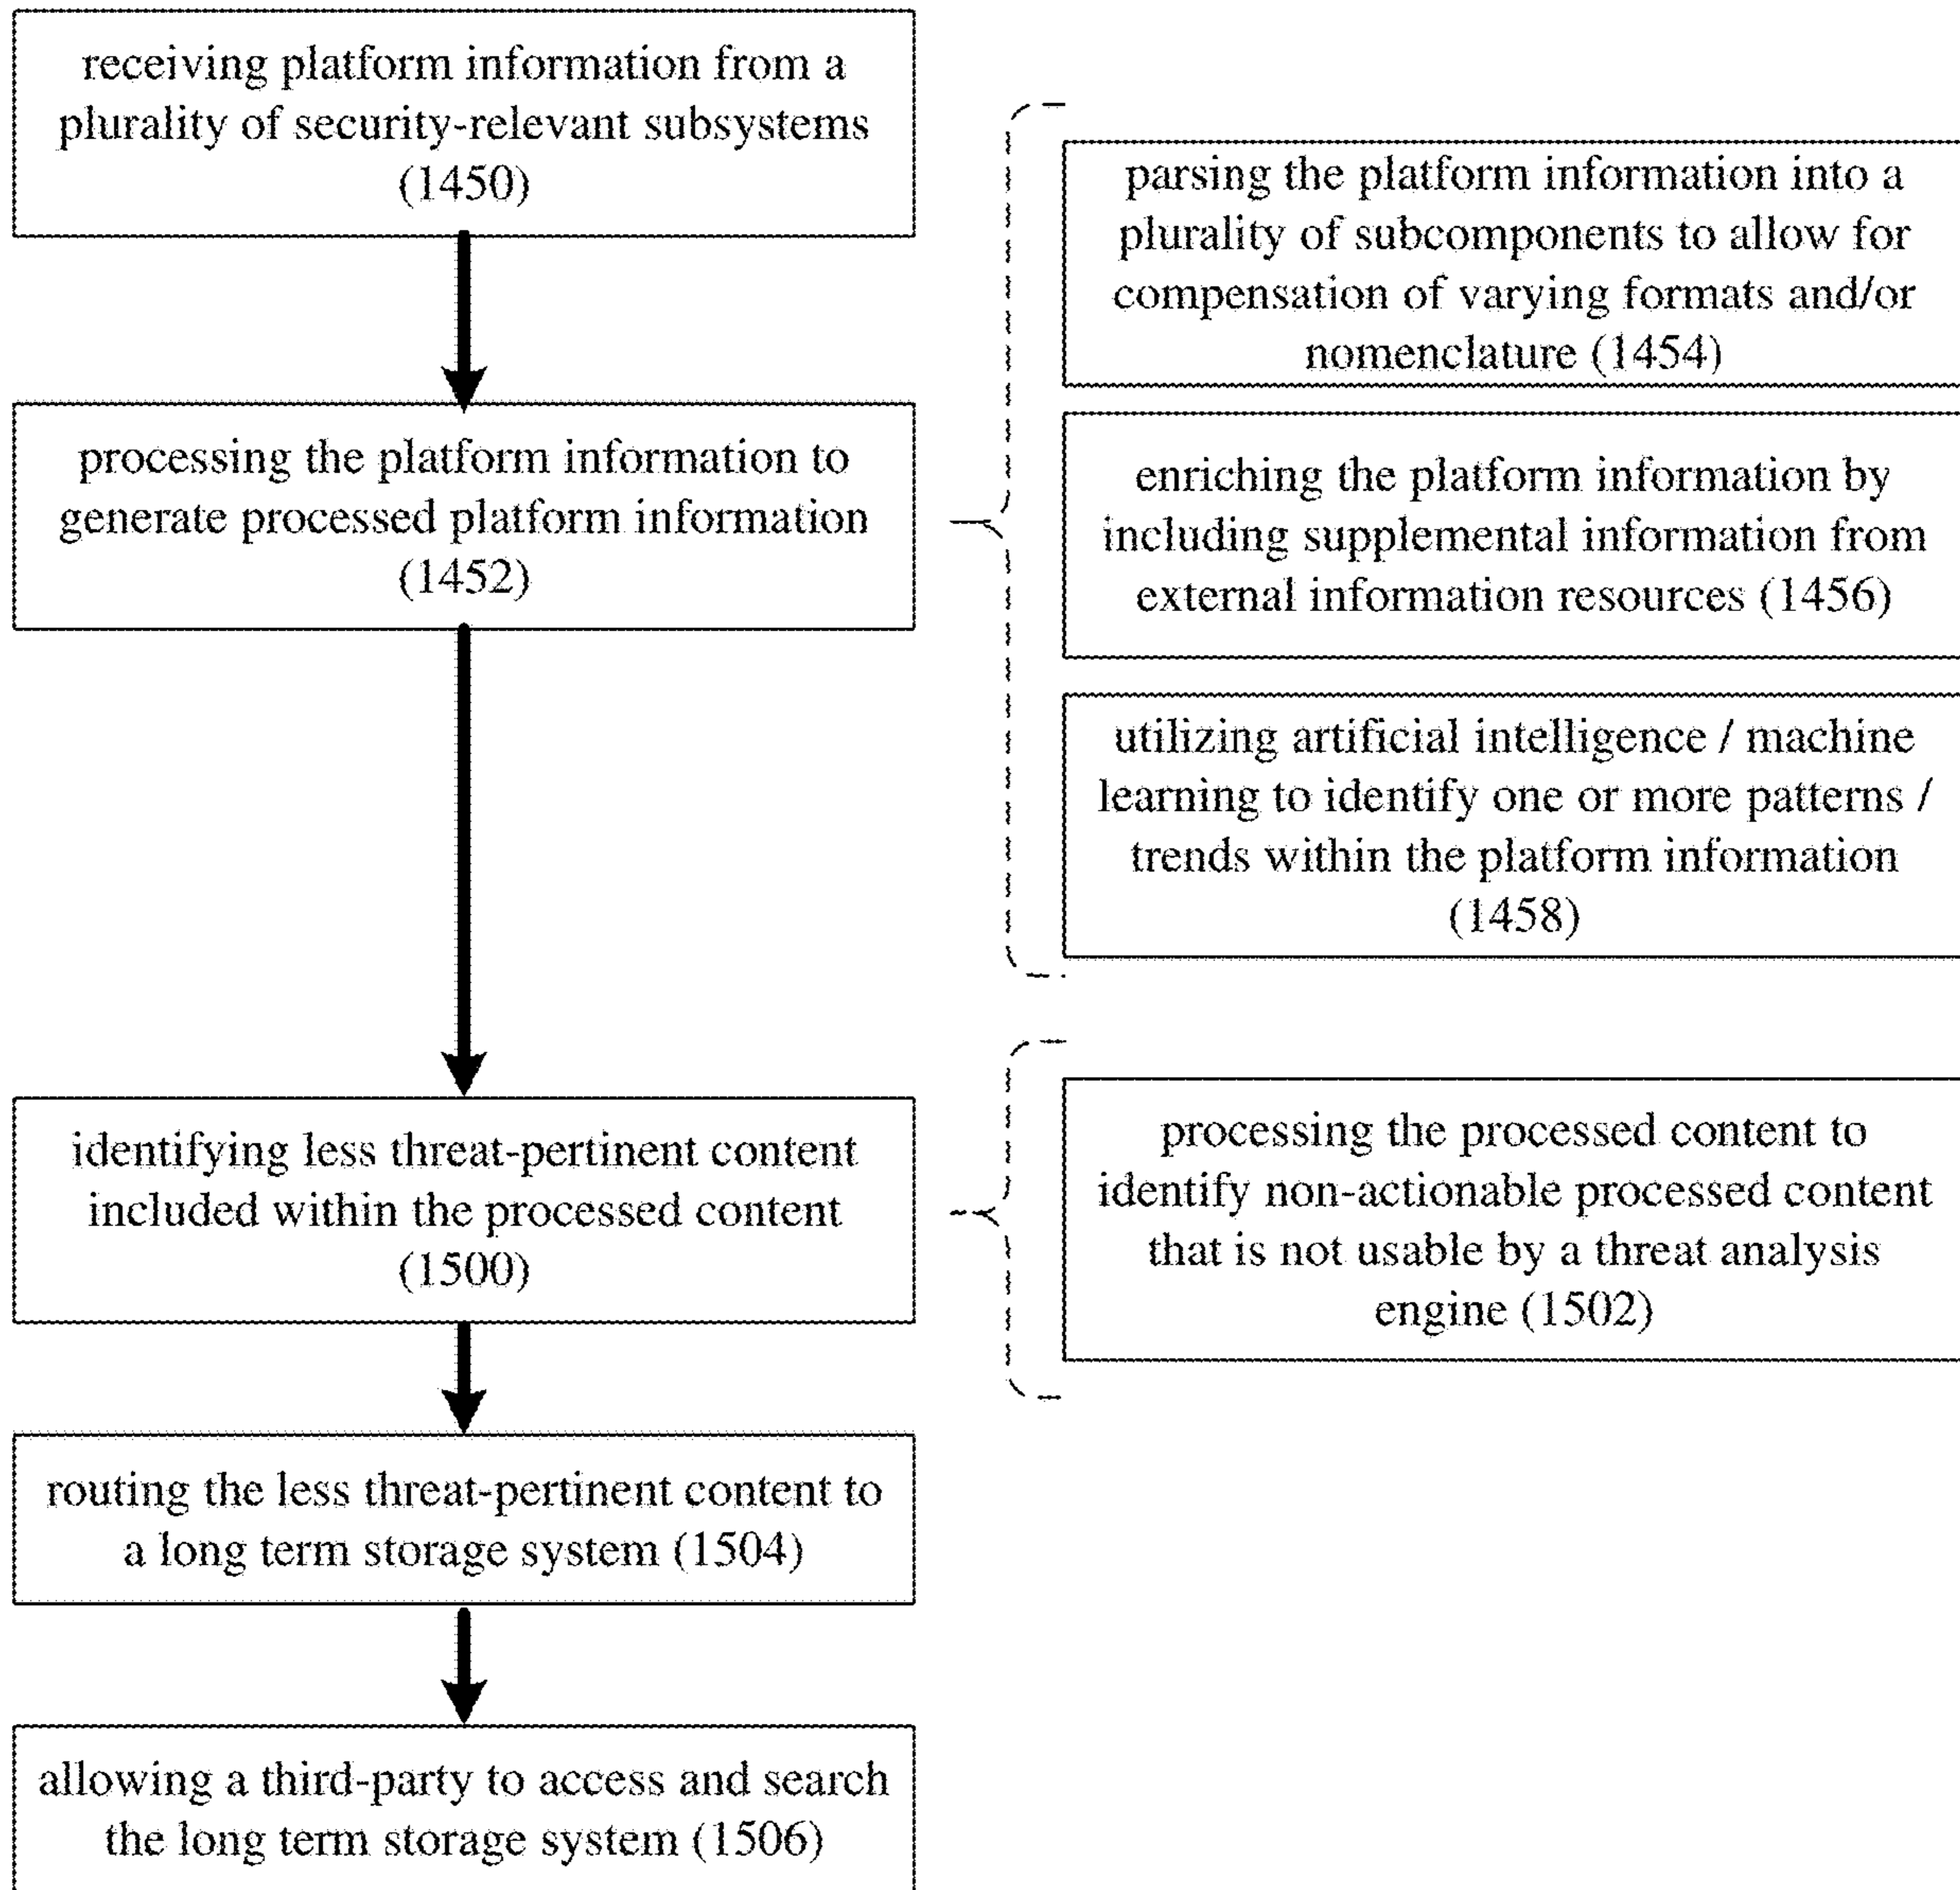 receiving platform information from a
plurality of security-relevant subsystems
(1450)
processing the platform information to
generate processed platform information
(1452)
parsing the platform information into a
plurality of subcomponents to allow for
compensation of varying formats and/or
nomenclature (1454)
enriching the platform information by
including supplemental information from
external information resources (1456)
utilizing artificial intelligence / machine
learning to identify one or more patterns /
trends within the platform information
(1458)
identifying less threat-pertinent content
included within the processed content
(1500)
processing the processed content to
identify non-actionable processed content
that is not usable by a threat analysis
engine (1502)
routing the less threat-pertinent content to
a long term storage system (1504)
allowing a third-party to access and search
the long term storage system (1506)